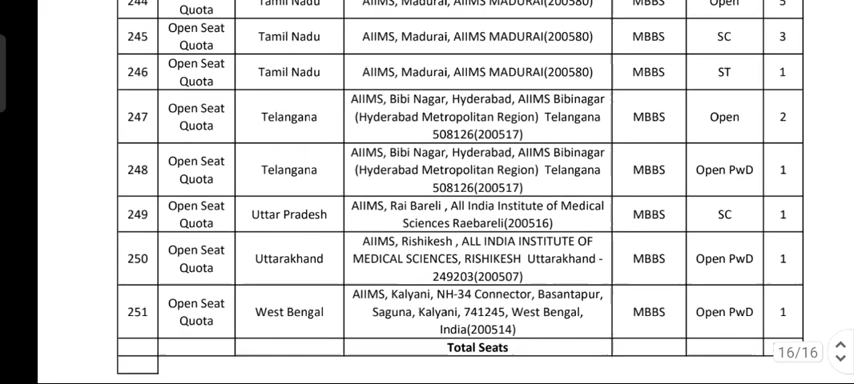 244 Quota Tamil Nadu AIIMS, Madurai, AIIMS MADURAI(200580) MBBS Open 5
Open Seat
245 Quota Tamil Nadu AIIMS, Madurai, AIIMS MADURAI(200580) MBBS SC 3
Open Seat
246 Quota Tamil Nadu AIIMS, Madurai, AIIMS MADURAI(200580) MBBS ST 1
AIIMS, Bibi Nagar, Hyderabad, AIIMS Bibinagar
Open Seat
247 Quota Telangana (Hyderabad Metropolitan Region) Telangana MBBS Open 2
508126(200517)
AIIMS, Bibi Nagar, Hyderabad, AIIMS Bibinagar
Open Seat
248 Quota Telangana (Hyderabad Metropolitan Region) Telangana MBBS Open PwD 1
508126(200517)
Open Seat AIIMS, Rai Bareli , All India Institute of Medical
249 Quota Uttar Pradesh Sciences Raebareli(200516) MBBS SC 1
AIIMS, Rishikesh , ALL INDIA INSTITUTE OF
Open Seat
250 Quota Uttarakhand MEDICAL SCIENCES, RISHIKESH Uttarakhand - MBBS Open PwD 1
249203(200507)
AIIMS, Kalyani, NH-34 Connector, Basantapur,
Open Seat
251 Quota West Bengal Saguna, Kalyani, 741245, West Bengal, MBBS Open PwD 1
India(200514)
Total Seats
16/16